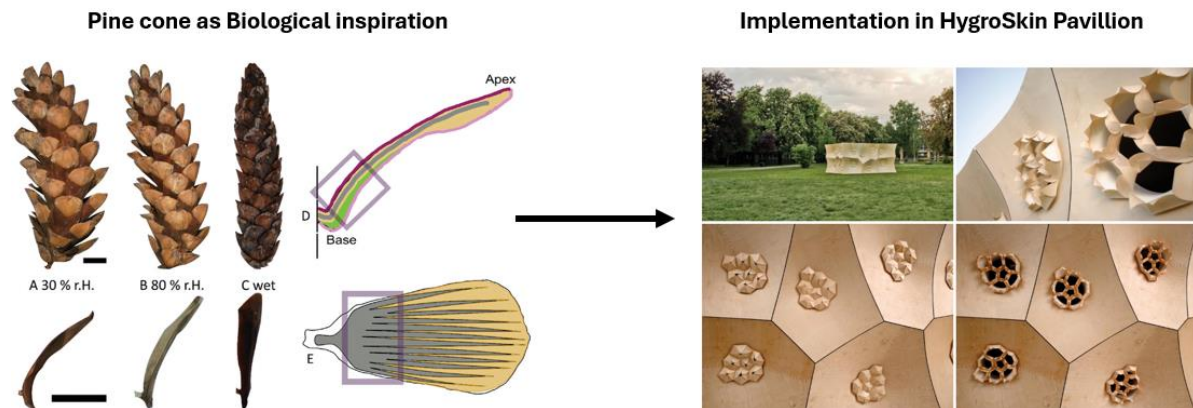 Pine cone as Biological inspiration
Implementation in HygroSkin Pavillion
Apex
D
Base
A 30 % r.H.
B 80 % r.H.
C wet
E